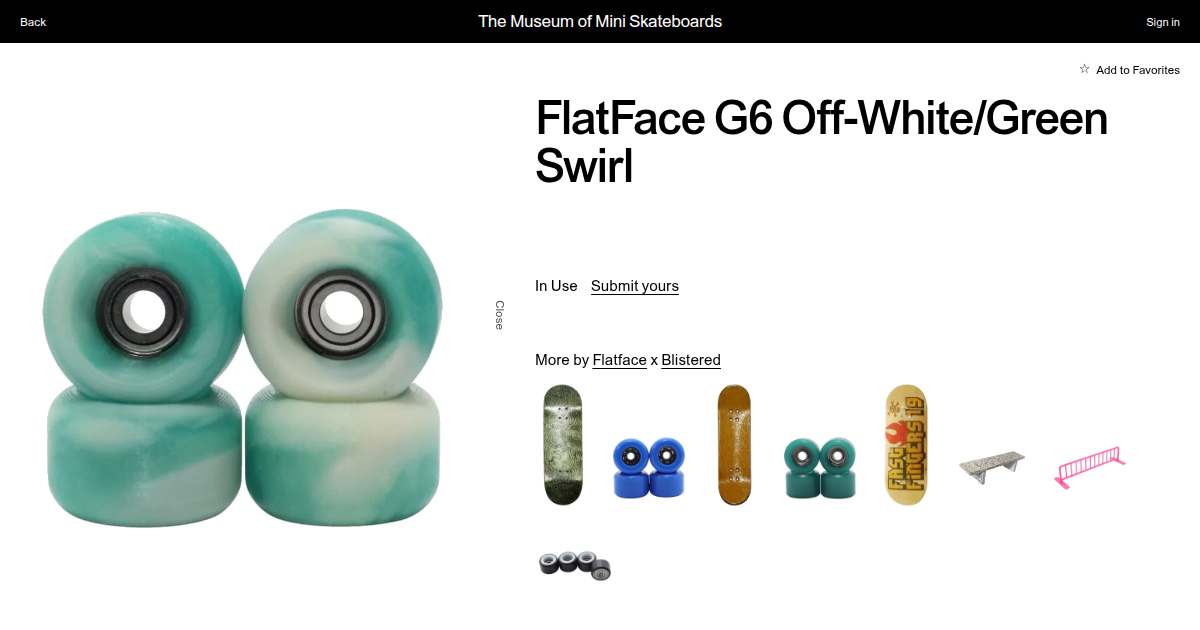 Back
The Museum of Mini Skateboards
Sign in
☆ Add to Favorites
FlatFace G6 Off-White/Green
Swirl
In Use Submit yours
Close
More by Flatface x Blistered
FAST
FINGERS 19